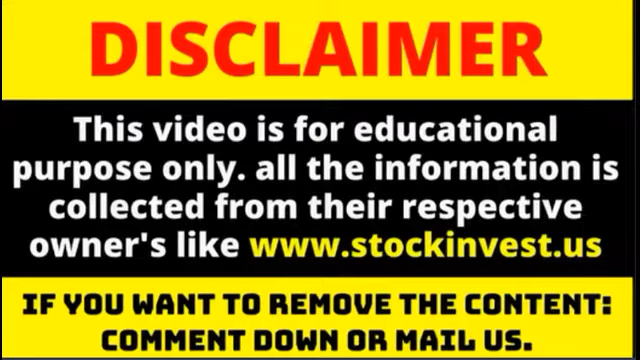 DISCLAIMER
This video is for educational
purpose only. all the information is
collected from their respective
owner's like www.stockinvest.us
IF YOU WANT TO REMOVE THE CONTENT:
COMMENT DOWN OR MAIL US.